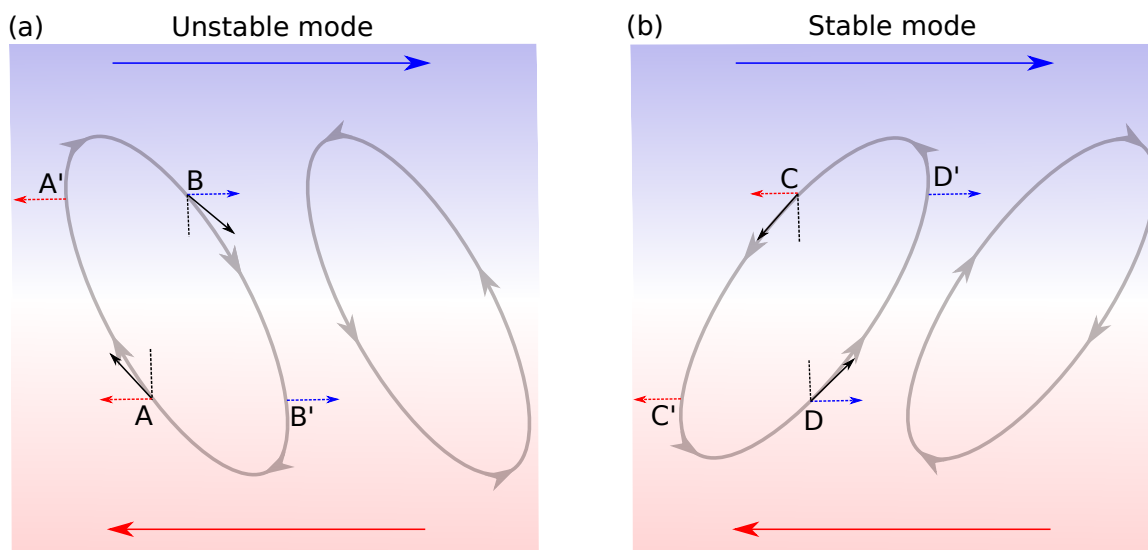 (a) Unstable mode
A'
B
A
B'
(b) Stable mode
C
D'
C'
D